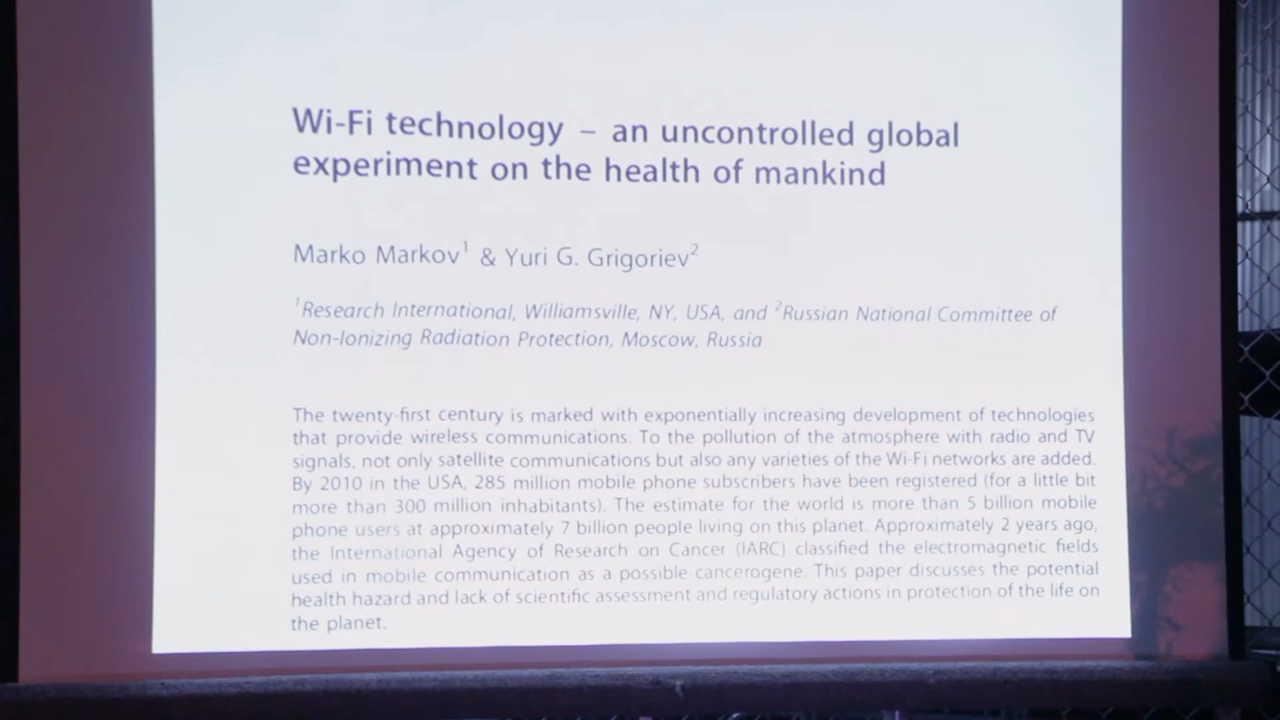 Wi-Fi technology – an uncontrolled global
experiment on the health of mankind
Marko Markov¹ & Yuri G. Grigoriev²
¹Research International, Williamsville, NY, USA, and ²Russian National Committee of
Non-Ionizing Radiation Protection, Moscow, Russia
The twenty-first century is marked with exponentially increasing development of technologies
that provide wireless communications. To the pollution of the atmosphere with radio and TV
signals, not only satellite communications but also any varieties of the Wi-Fi networks are added.
By 2010 in the USA, 285 million mobile phone subscribers have been registered (for a little bit
more than 300 million inhabitants). The estimate for the world is more than 5 billion mobile
phone users at approximately 7 billion people living on this planet. Approximately 2 years ago,
the International Agency of Research on Cancer (IARC) classified the electromagnetic fields
used in mobile communication as a possible cancerogene. This paper discusses the potential
health hazard and lack of scientific assessment and regulatory actions in protection of the life on
the planet.